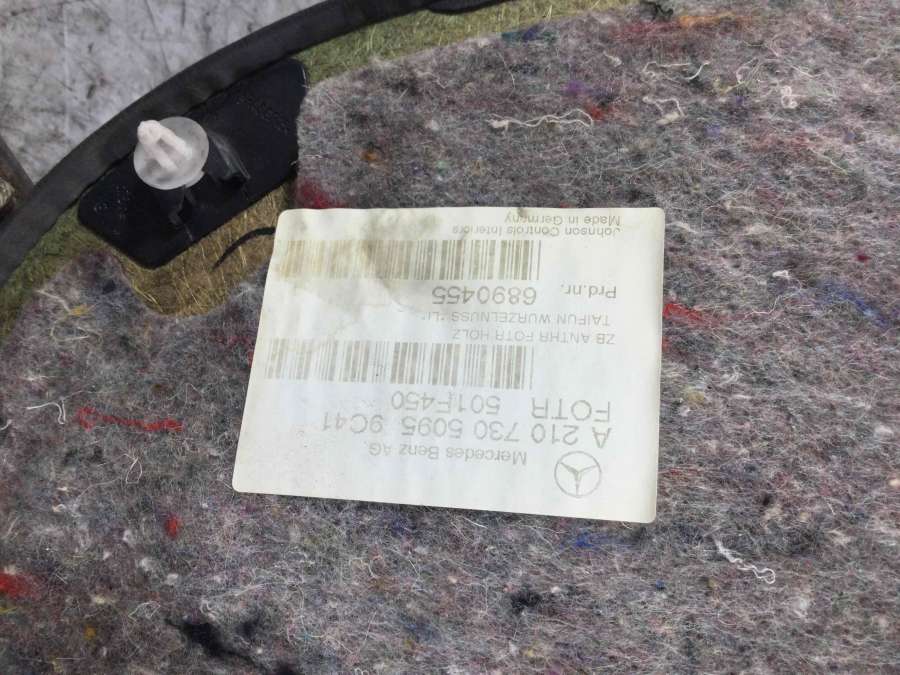 Mercedes Benz AG
A 210 730 5095 9C41
FOTR 501F450
ZB ANTHR FOTR HOLZ
TAIFUN WURZELNUSS "LI"
Prd.nr. 6890455
Johnson Controls Interiors
Made in Germany